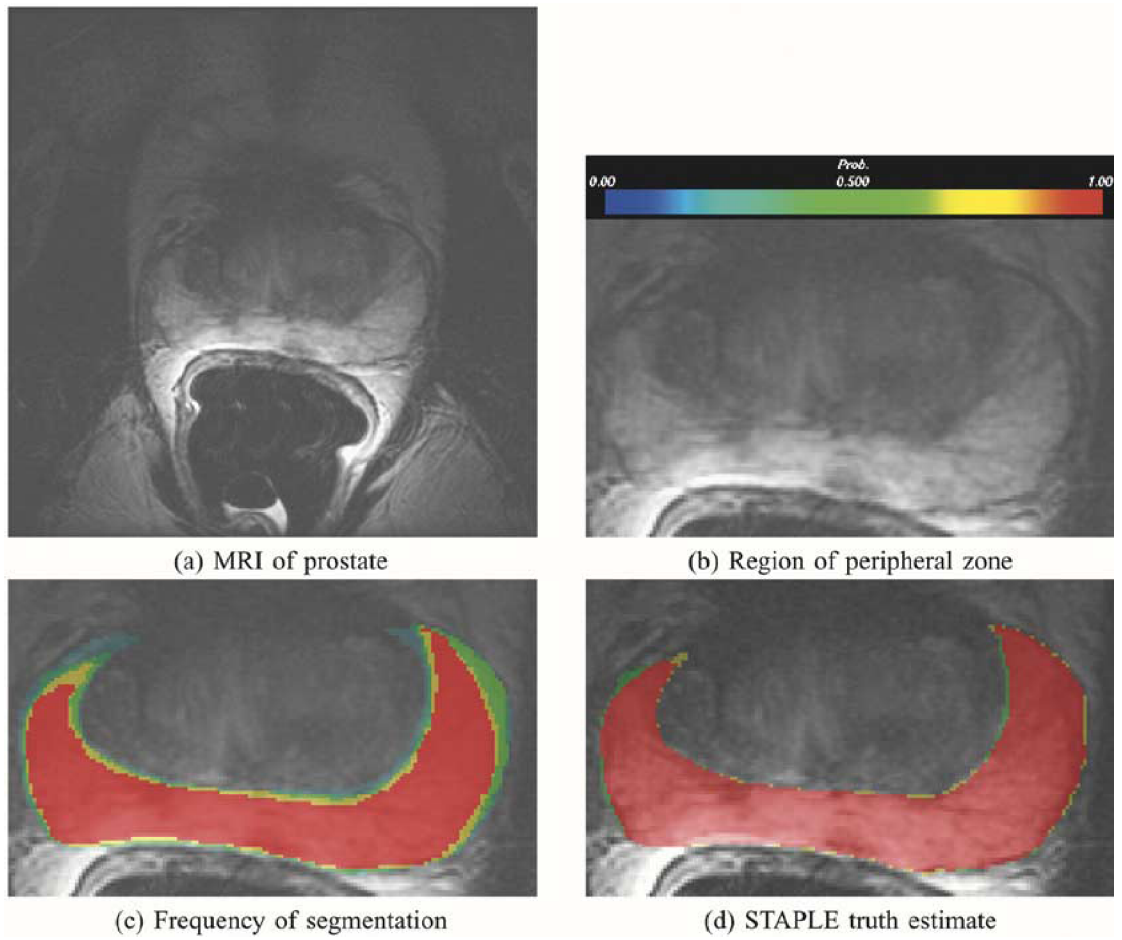 Prob.
0.00 0.500 1.00
(a) MRI of prostate
(b) Region of peripheral zone
(c) Frequency of segmentation
(d) STAPLE truth estimate